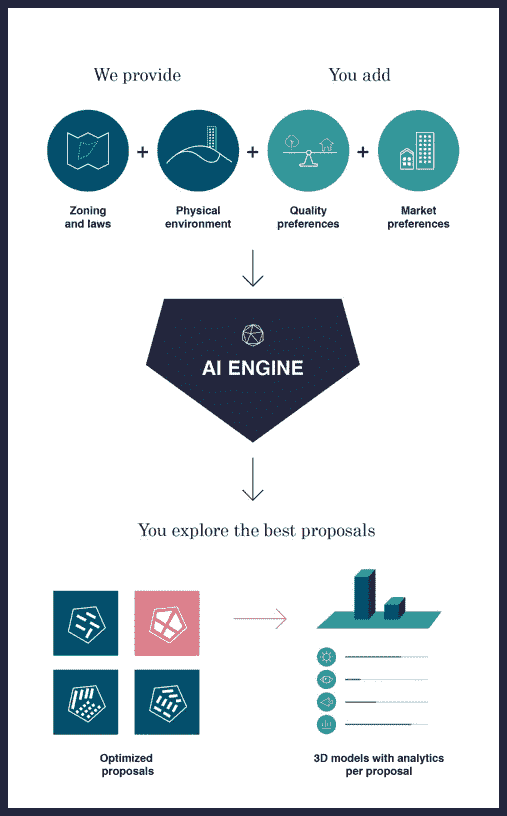 We provide
You add
+
+
+
Zoning
and laws
Physical
environment
Quality
preferences
Market
preferences
AI ENGINE
You explore the best proposals
Optimized
proposals
3D models with analytics
per proposal